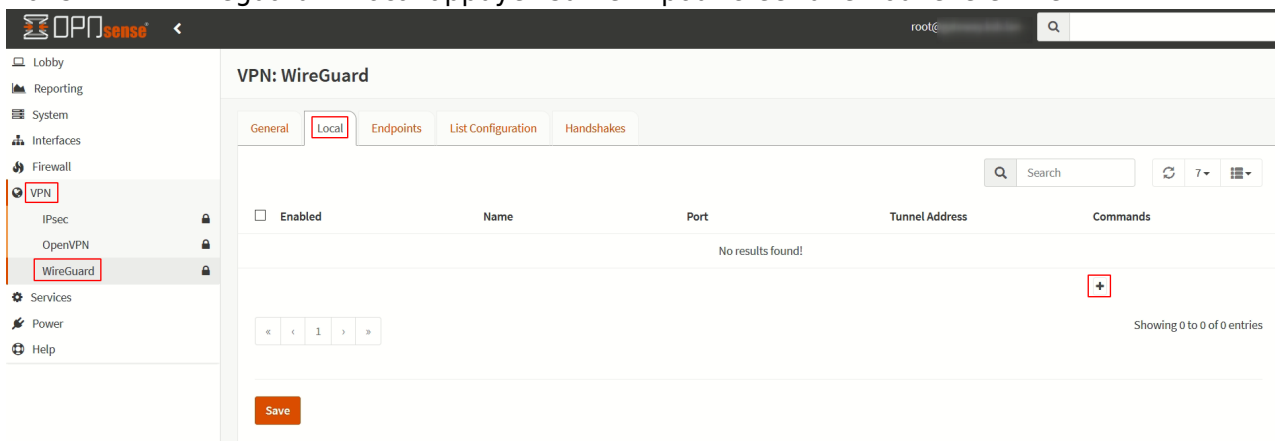 OPNsense
root@
Lobby
Reporting
System
Interfaces
Firewall
VPN
IPsec
OpenVPN
WireGuard
Services
Power
Help
VPN: WireGuard
General Local Endpoints List Configuration Handshakes
Search 7
Enabled Name Port Tunnel Address Commands
No results found!
+
« ‹ 1 › »
Showing 0 to 0 of 0 entries
Save